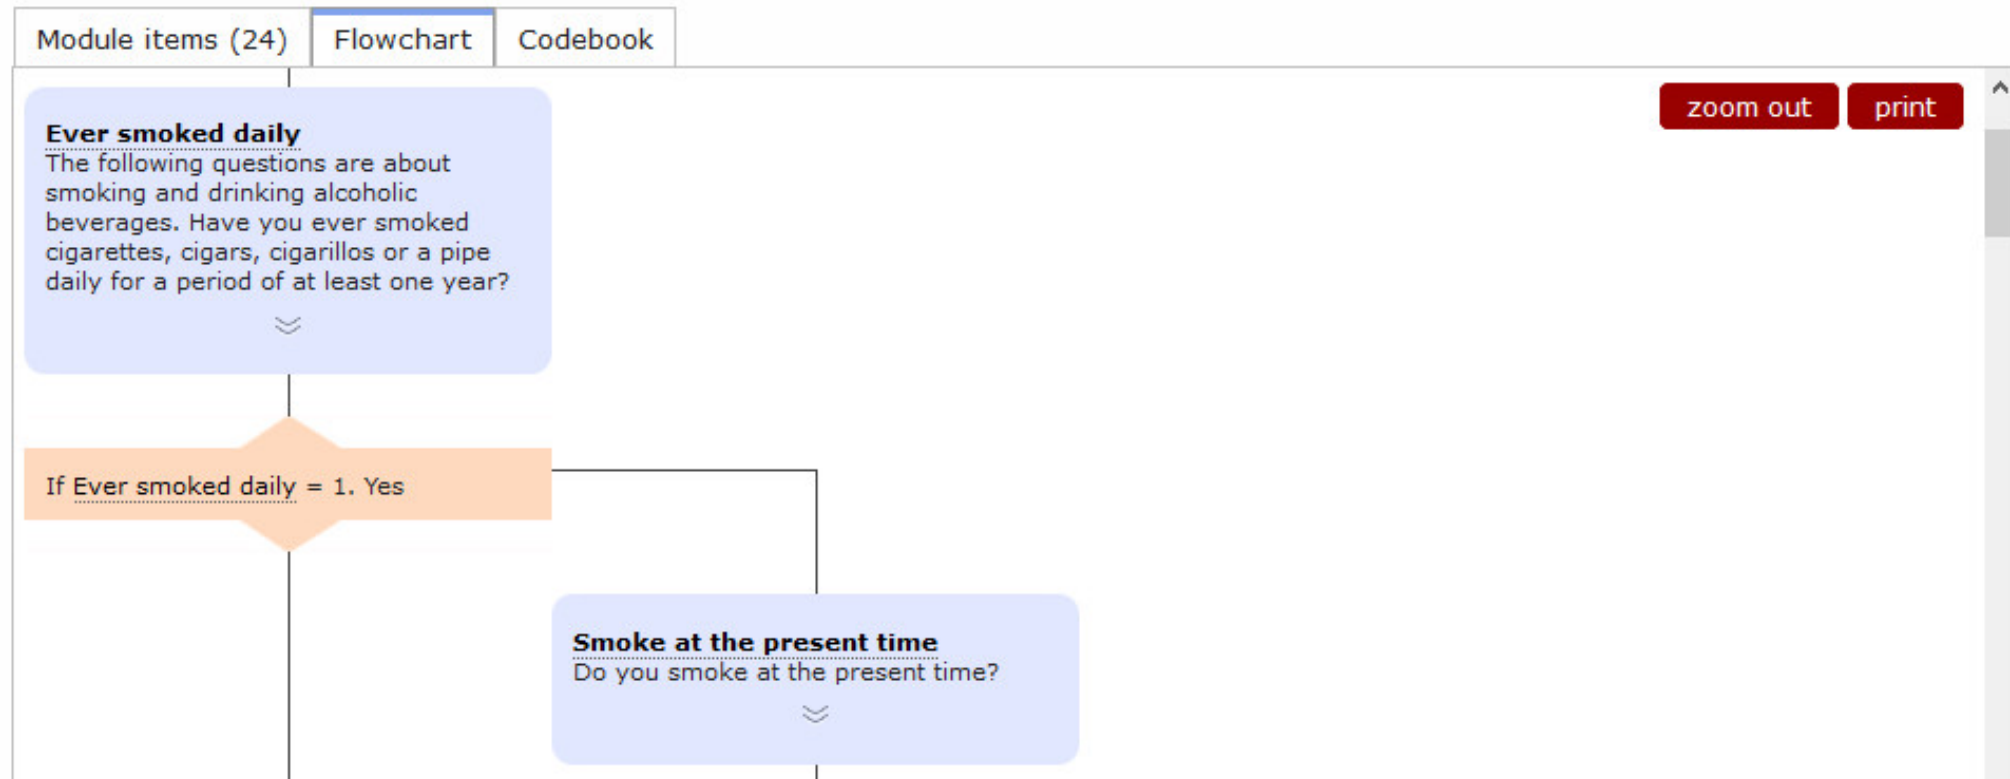 Module items (24)
Flowchart
Codebook
zoom out
print
Ever smoked daily
The following questions are about
smoking and drinking alcoholic
beverages. Have you ever smoked
cigarettes, cigars, cigarillos or a pipe
daily for a period of at least one year?
If Ever smoked daily = 1. Yes
Smoke at the present time
Do you smoke at the present time?